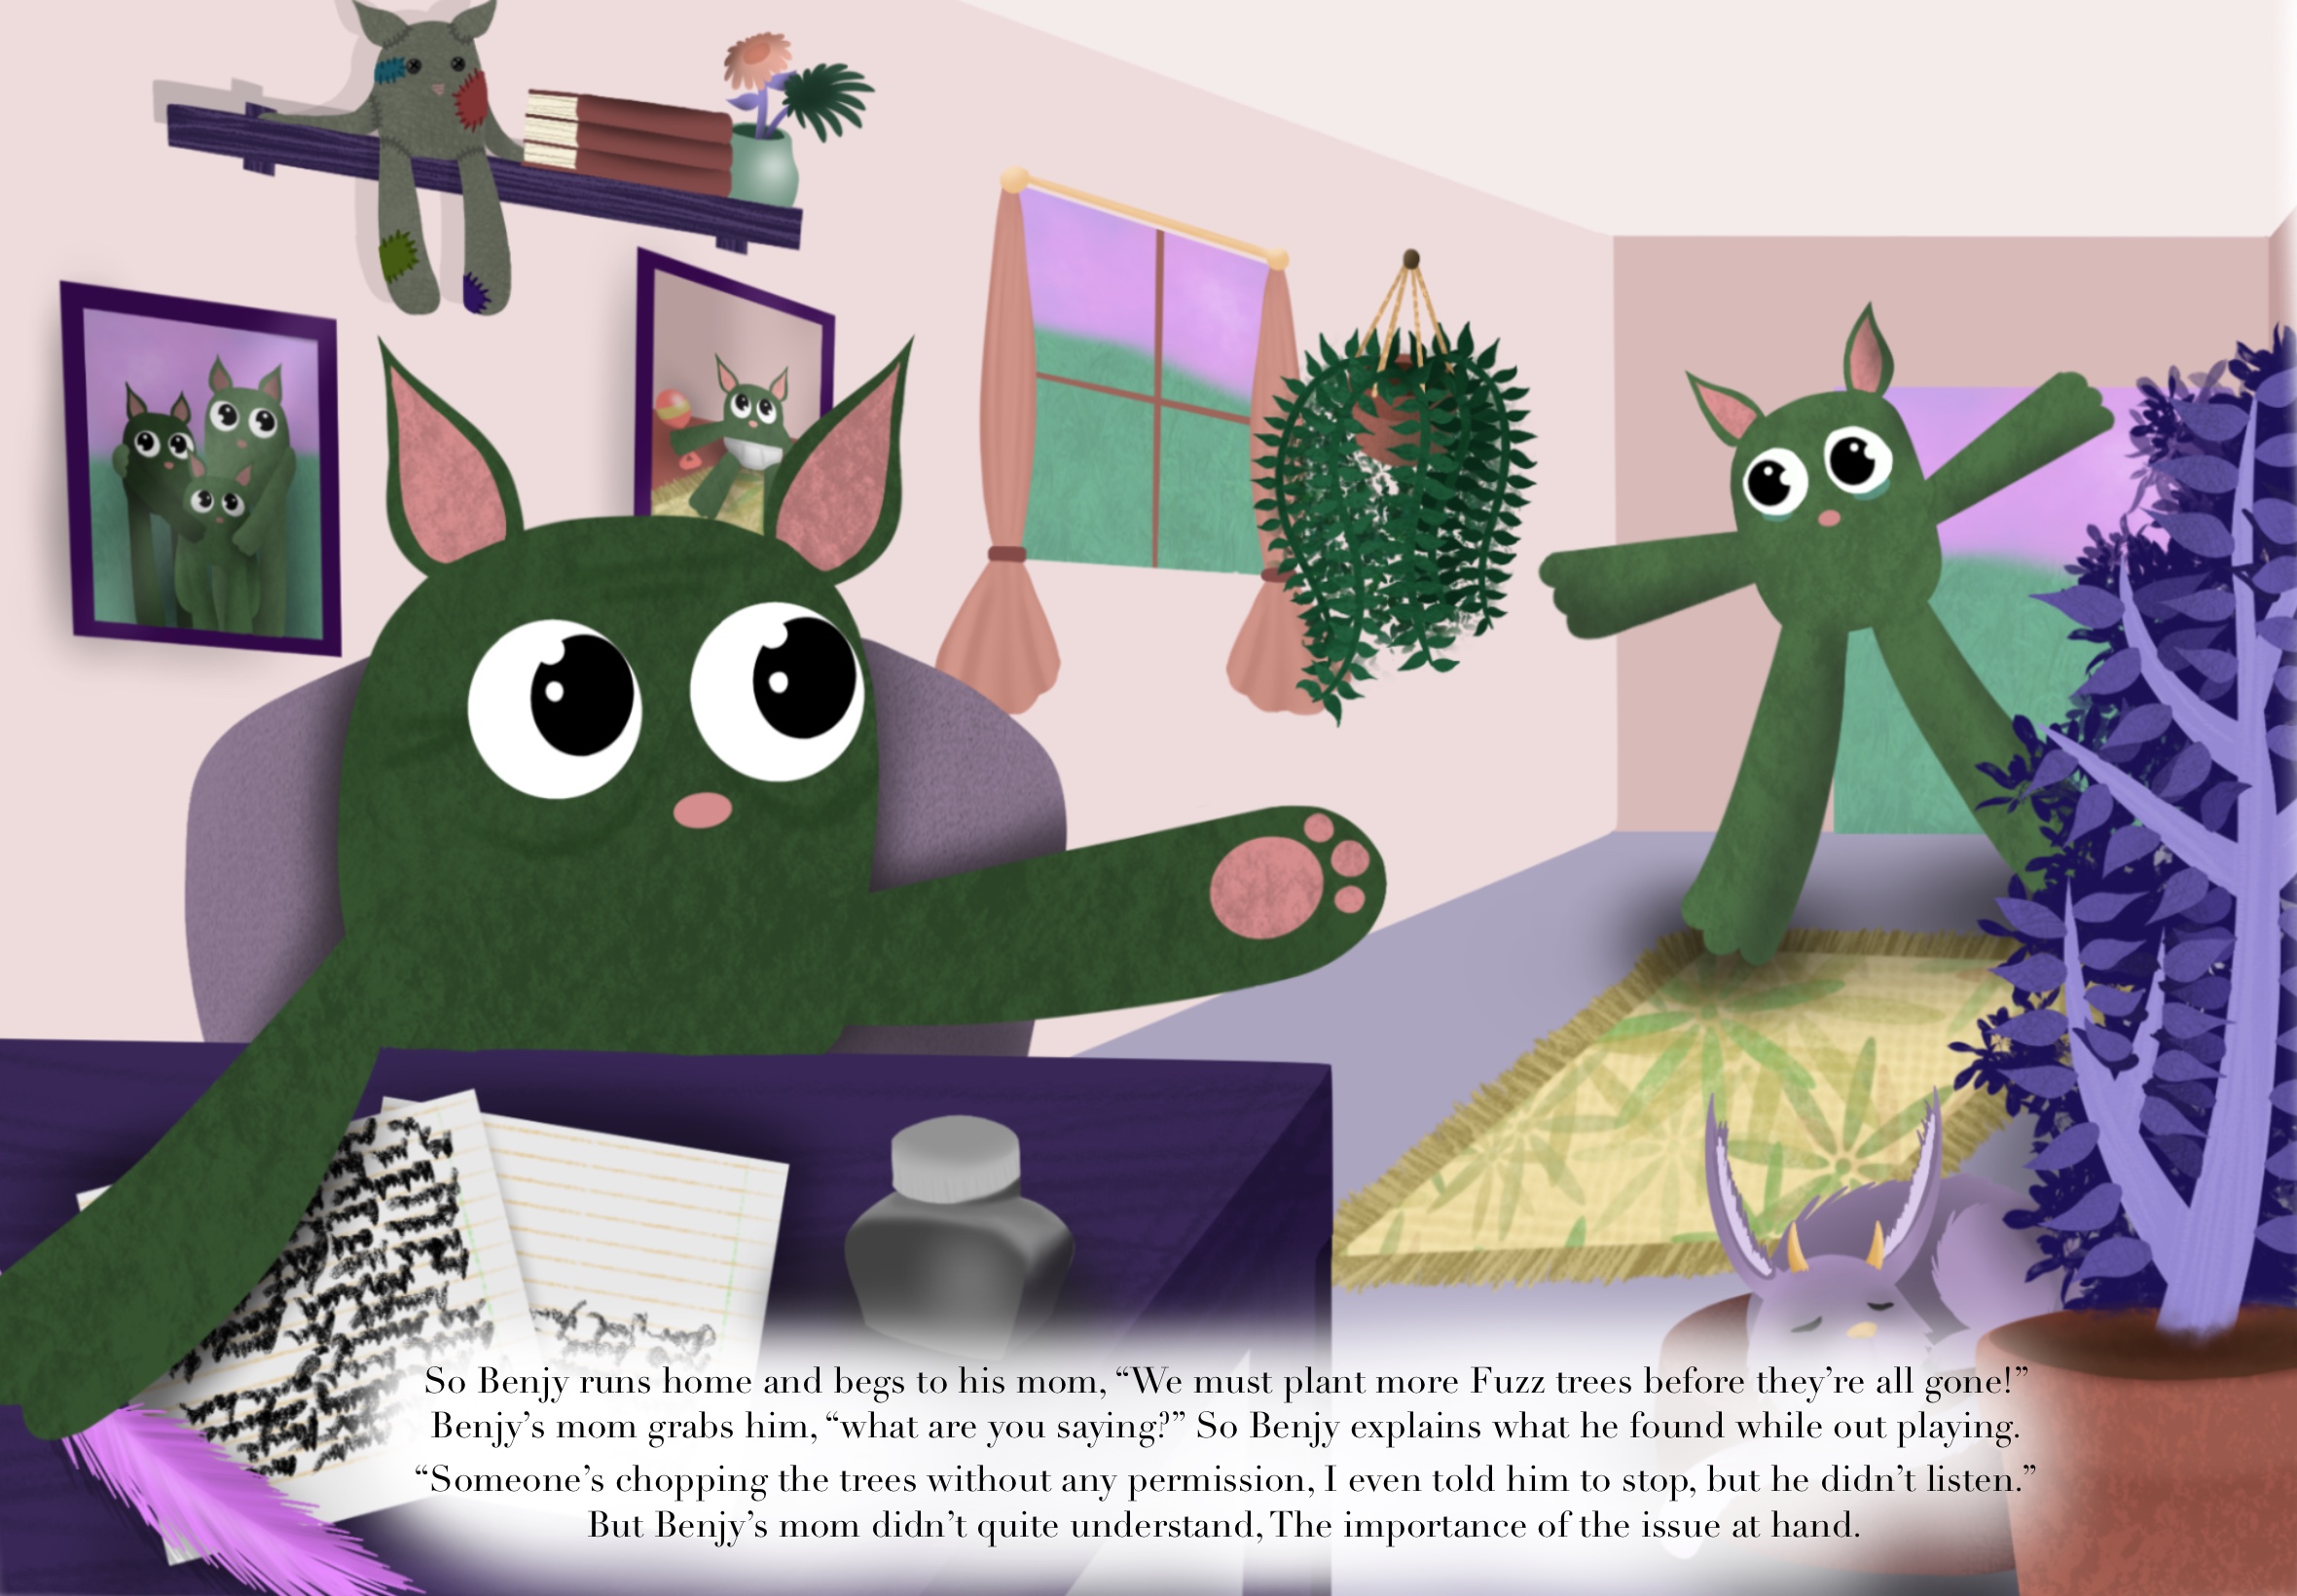 So Benjy runs home and begs to his mom, “We must plant more Fuzz trees before they’re all gone!”
Benjy’s mom grabs him, “what are you saying?” So Benjy explains what he found while out playing.
“Someone’s chopping the trees without any permission, I even told him to stop, but he didn’t listen.”
But Benjy’s mom didn’t quite understand, The importance of the issue at hand.